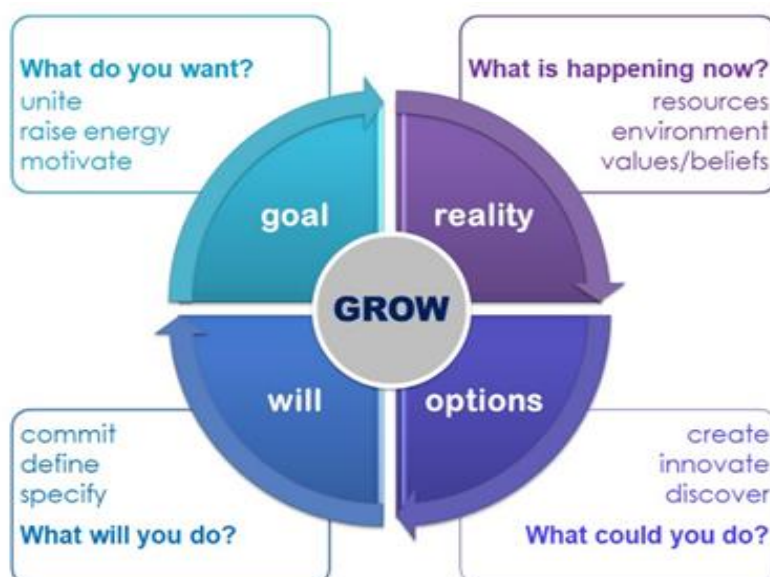 What do you want?
unite
raise energy
motivate
What is happening now?
resources
environment
values/beliefs
goal
reality
GROW
will
options
commit
define
specify
What will you do?
create
innovate
discover
What could you do?